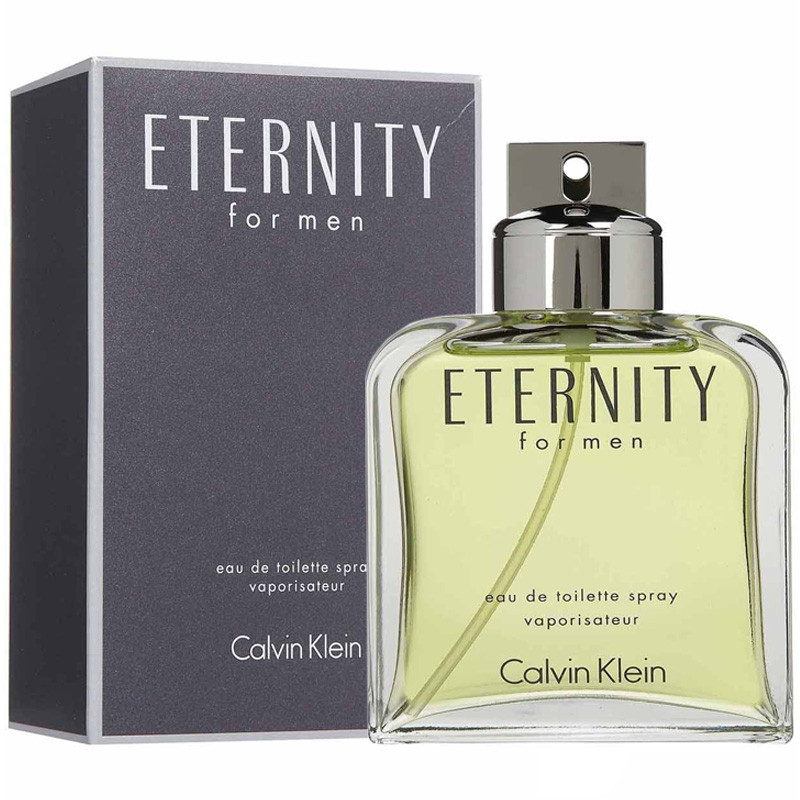 ETERNITY
for men
eau de toilette spray
vaporisateur
Calvin Klein
ETERNITY
for men
eau de toilette spray
vaporisateur
Calvin Klein